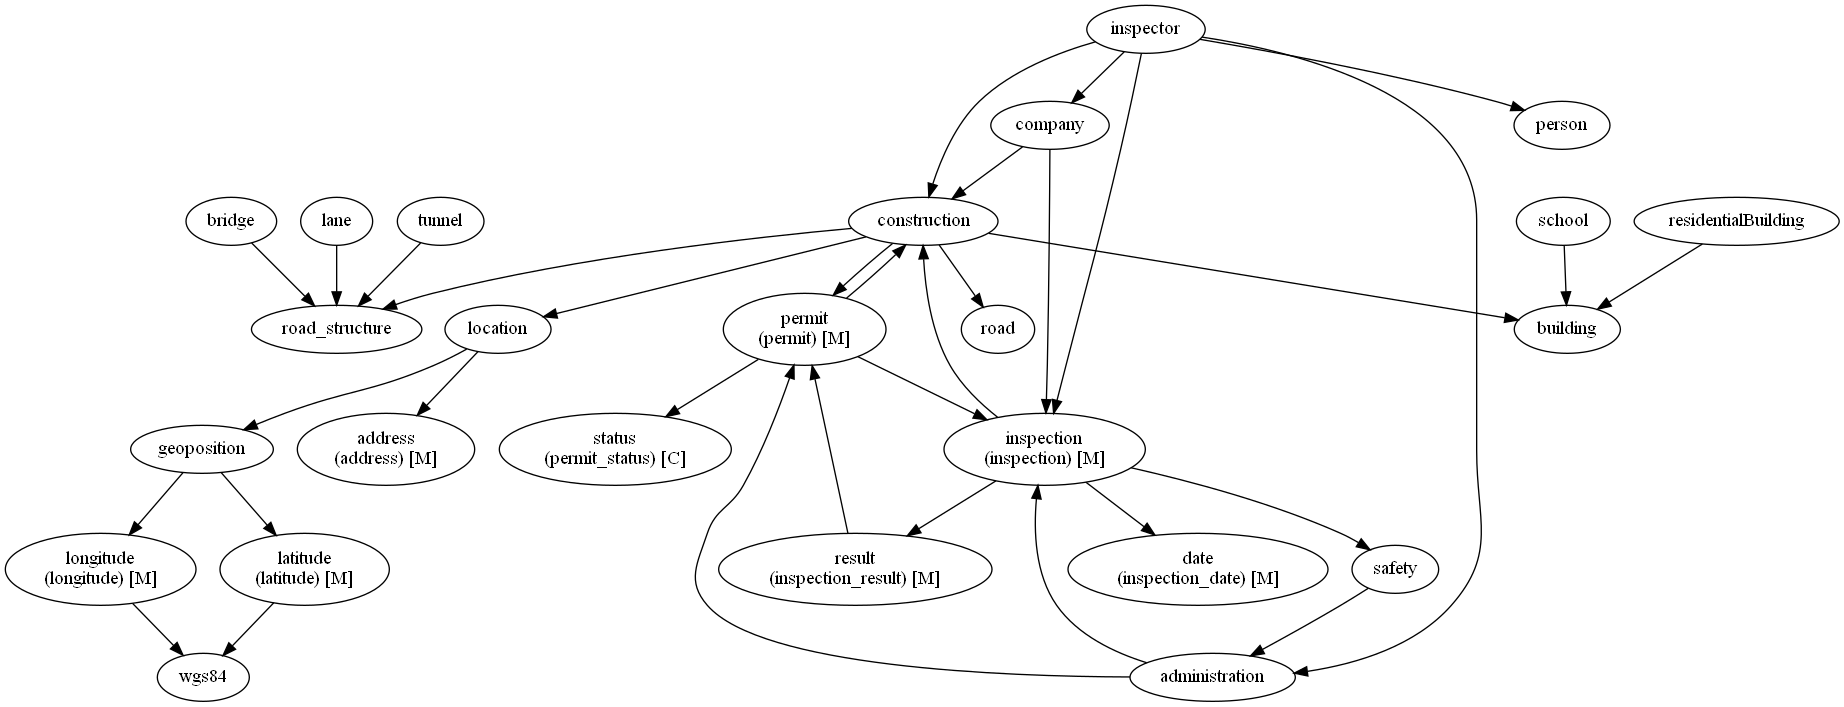 inspector
company
person
bridge
lane
tunnel
construction
school
residentialBuilding
road_structure
location
permit
(permit) [M]
road
building
geoposition
address
(address) [M]
status
(permit_status) [C]
inspection
(inspection) [M]
longitude
(longitude) [M]
latitude
(latitude) [M]
result
(inspection_result) [M]
date
(inspection_date) [M]
safety
wgs84
administration